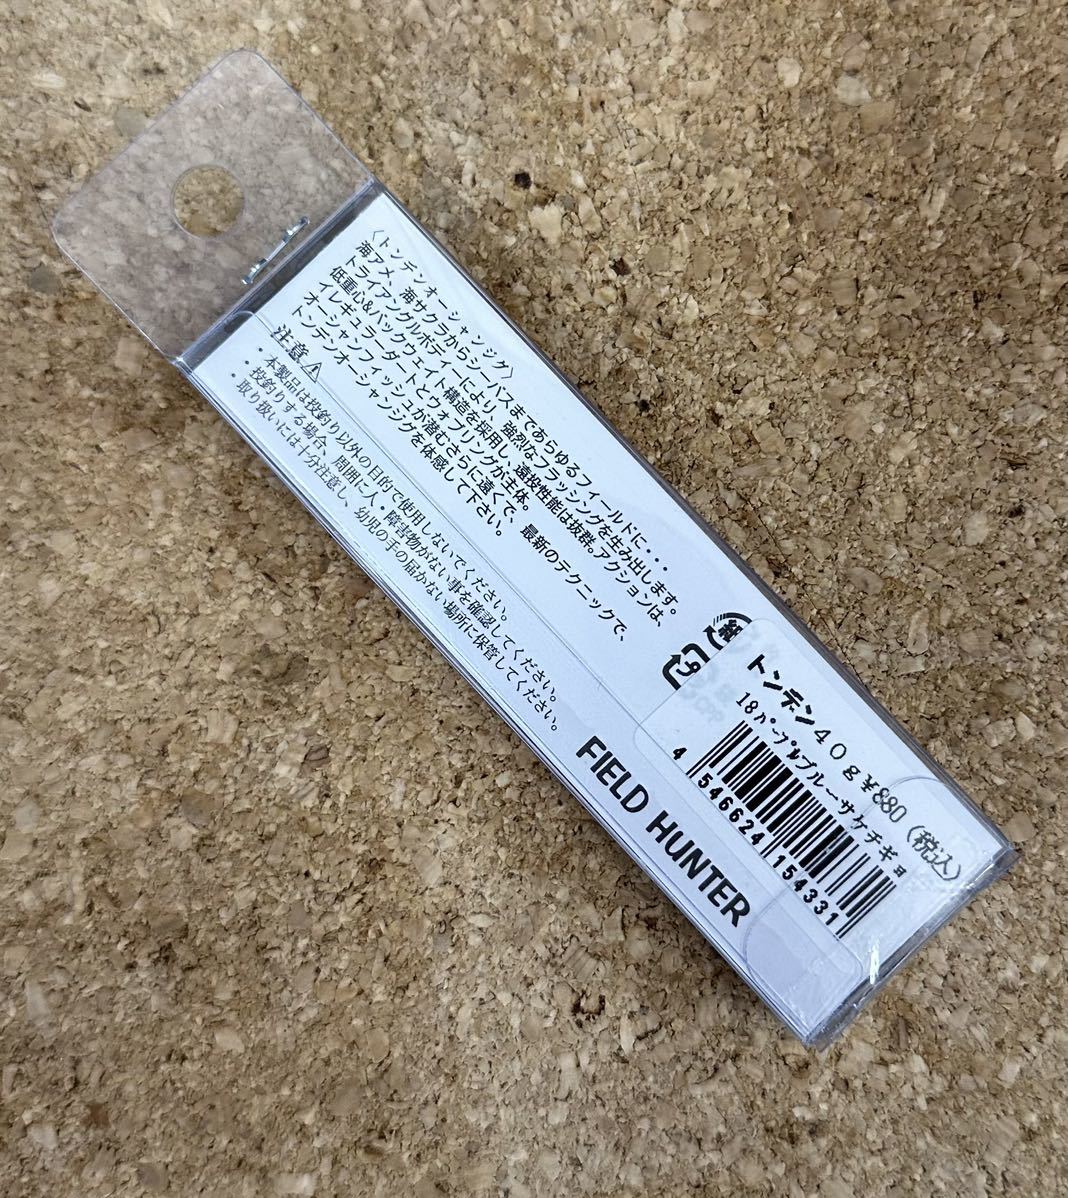 〈トンデンオーシャンジグ〉
海アメ、海サクラからシーバスまであらゆるフィールドに・・・
トライアングルボディーにより、強烈なフラッシングを生み出します。
低重心&バックウェイト構造を採用し、遠投性能は抜群。アクションは、
イレギュラーダートとウオブリングが主体。
オーシャンフィッシュが潜むさらに遠くで、最新のテクニックで、
トンデンオーシャンジグを体感して下さい。
注意⚠
・本製品は投釣り以外の目的で使用しないでください。
投釣りする場合、周囲に人・障害物がない事を確認してください。
・取り扱いには十分注意し、幼児の手の届かない場所に保管してください。
紙
トンデン40g¥880(税込)
18パープルブルーサケチギョ
4 546624 154331
FIELD HUNTER